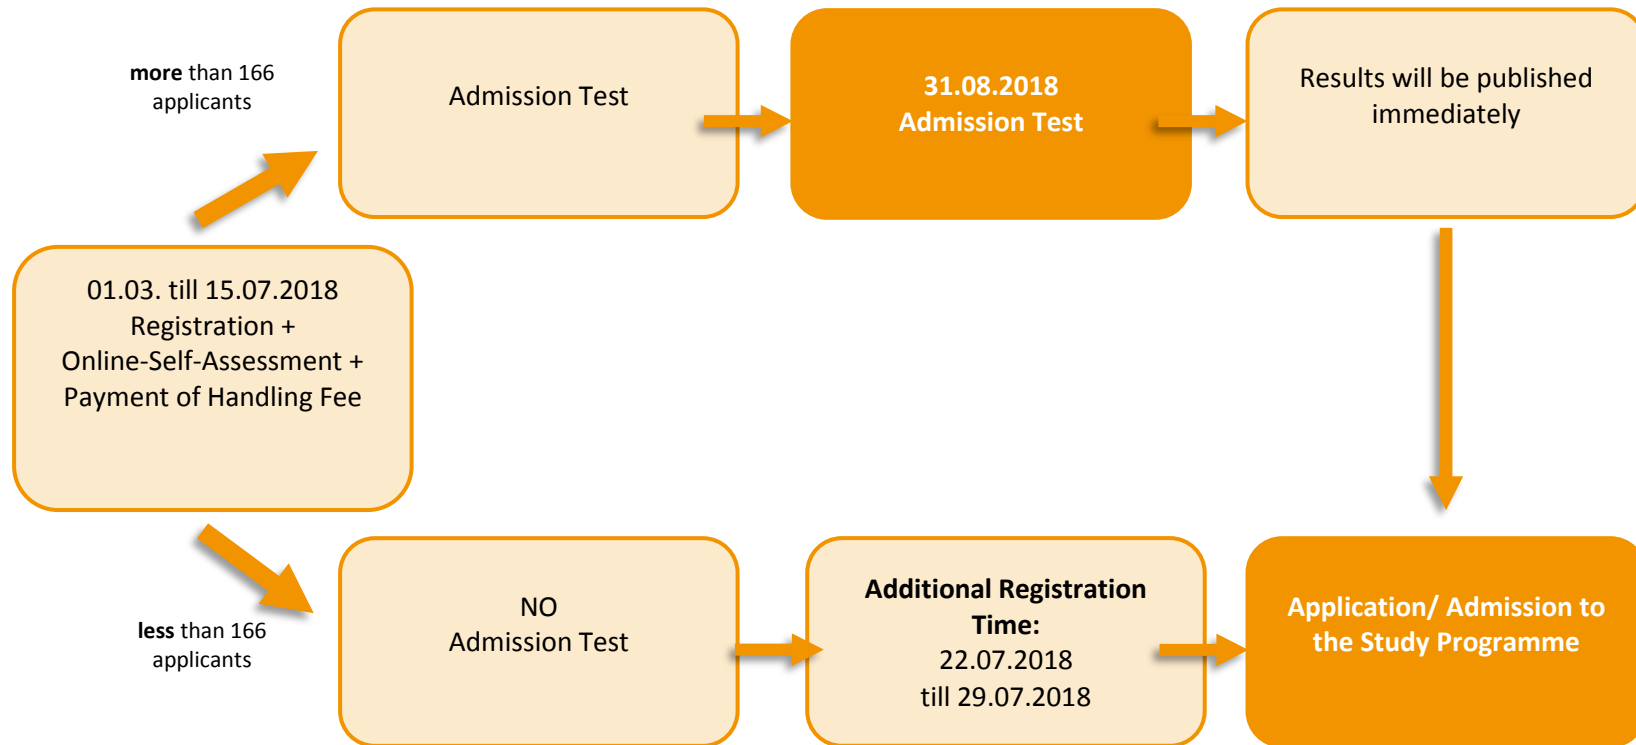 more than 166
applicants
Admission Test
31.08.2018
Admission Test
Results will be published
immediately
01.03. till 15.07.2018
Registration +
Online-Self-Assessment +
Payment of Handling Fee
less than 166
applicants
NO
Admission Test
Additional Registration
Time:
22.07.2018
till 29.07.2018
Application/ Admission to
the Study Programme